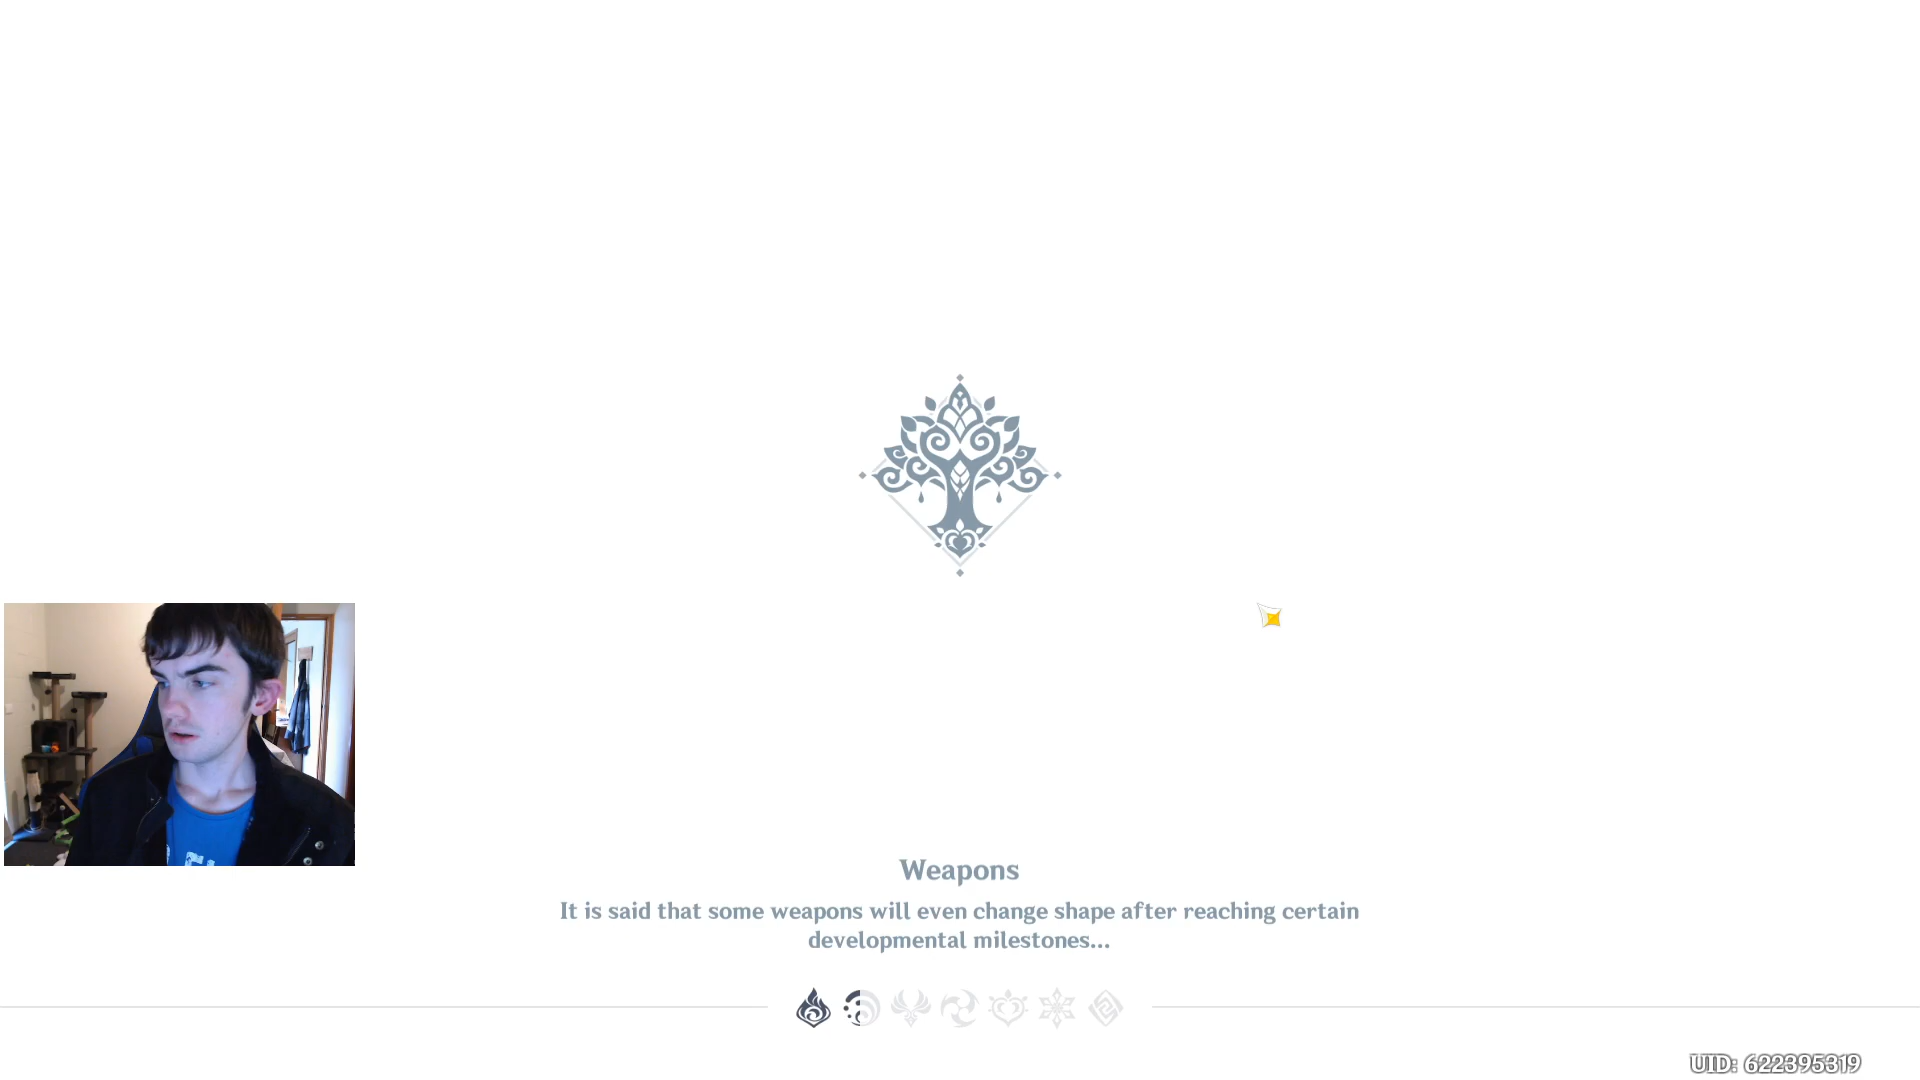 Weapons
It is said that some weapons will even change shape after reaching certain
developmental milestones...
UID: 622395319